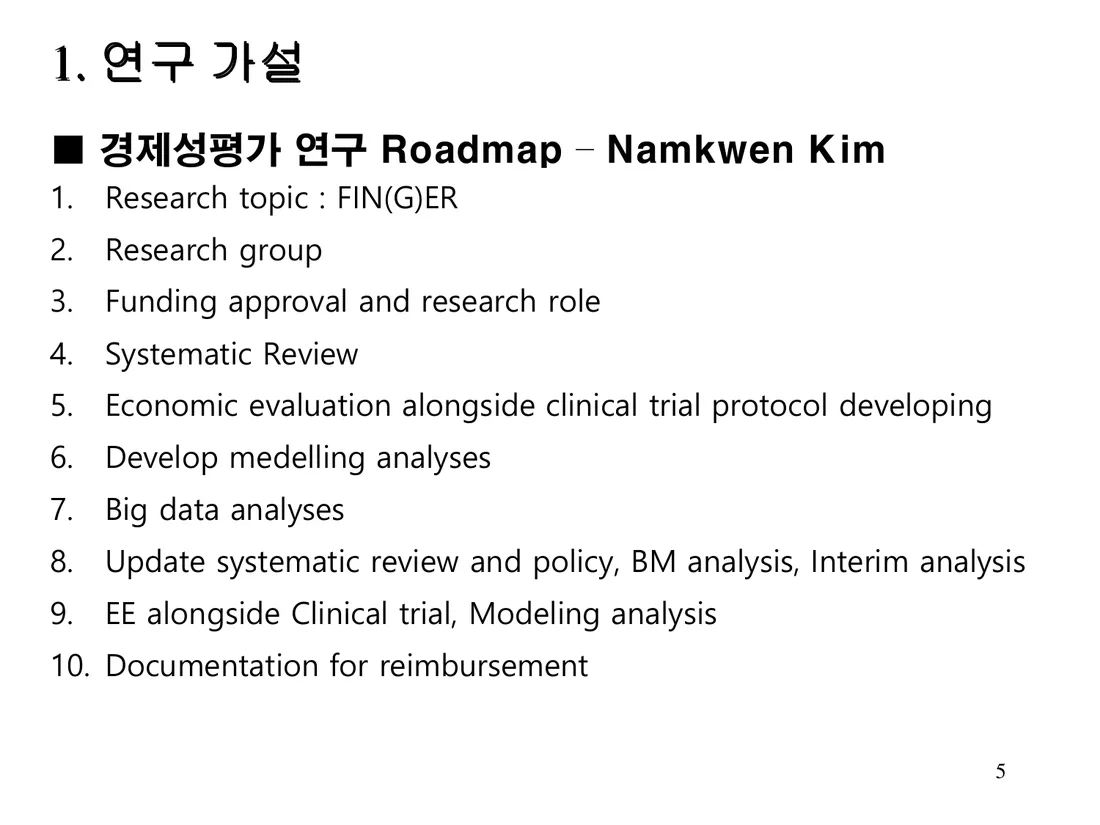 1. 연구 가설
■ 경제성평가 연구 Roadmap – Namkwen Kim
1. Research topic : FIN(G)ER
2. Research group
3. Funding approval and research role
4. Systematic Review
5. Economic evaluation alongside clinical trial protocol developing
6. Develop medelling analyses
7. Big data analyses
8. Update systematic review and policy, BM analysis, Interim analysis
9. EE alongside Clinical trial, Modeling analysis
10. Documentation for reimbursement
5